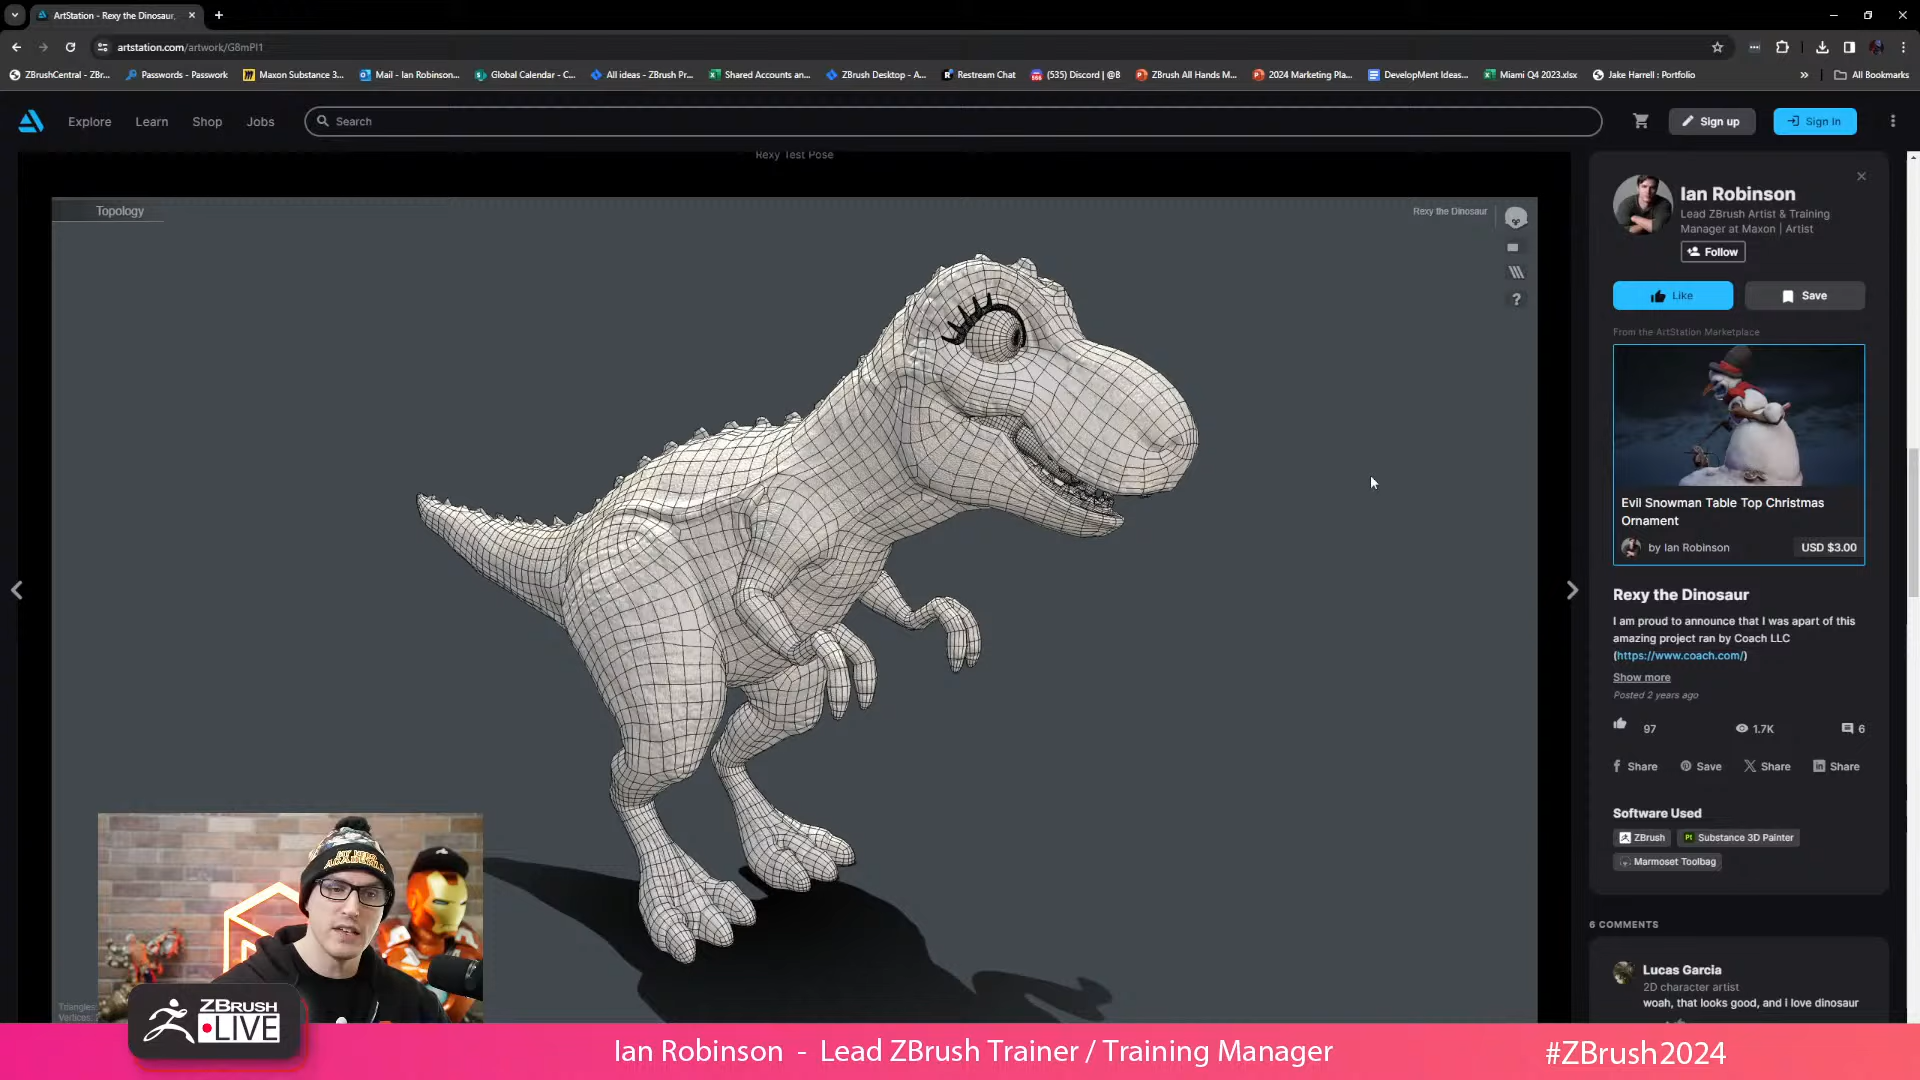 ArtStation - Rexy the Dinosaur,
artstation.com/artwork/G8mPl1
ZBrushCentral - ZBr...
Passwords - Passwork
Maxon Substance 3...
Mail - Ian Robinson...
Global Calendar - C...
All ideas - ZBrush Pr...
Shared Accounts an...
ZBrush Desktop - A...
Restream Chat
(535) Discord | @B
ZBrush All Hands M...
2024 Marketing Pla...
DevelopmenT Ideas...
Miami Q4 2023.xlsx
Jake Harrell : Portfolio
All Bookmarks
Explore
Learn
Shop
Jobs
Search
Sign up
Sign In
Rexy Test Pose
Topology
Rexy the Dinosaur
?
Triangles:
Vertices:
Ian Robinson
Lead ZBrush Artist & Training
Manager at Maxon | Artist
Follow
Like
Save
From the ArtStation Marketplace
Evil Snowman Table Top Christmas
Ornament
by Ian Robinson
USD $3.00
Rexy the Dinosaur
I am proud to announce that I was apart of this
amazing project ran by Coach LLC
(https://www.coach.com/)
Show more
Posted 2 years ago
97
1.7K
6
Share
Save
Share
Share
Software Used
ZBrush
Pt Substance 3D Painter
Marmoset Toolbag
6 COMMENTS
Lucas Garcia
2D character artist
woah, that looks good, and i love dinosaur
ZBRUSH
LIVE
Ian Robinson - Lead ZBrush Trainer / Training Manager
#ZBrush2024